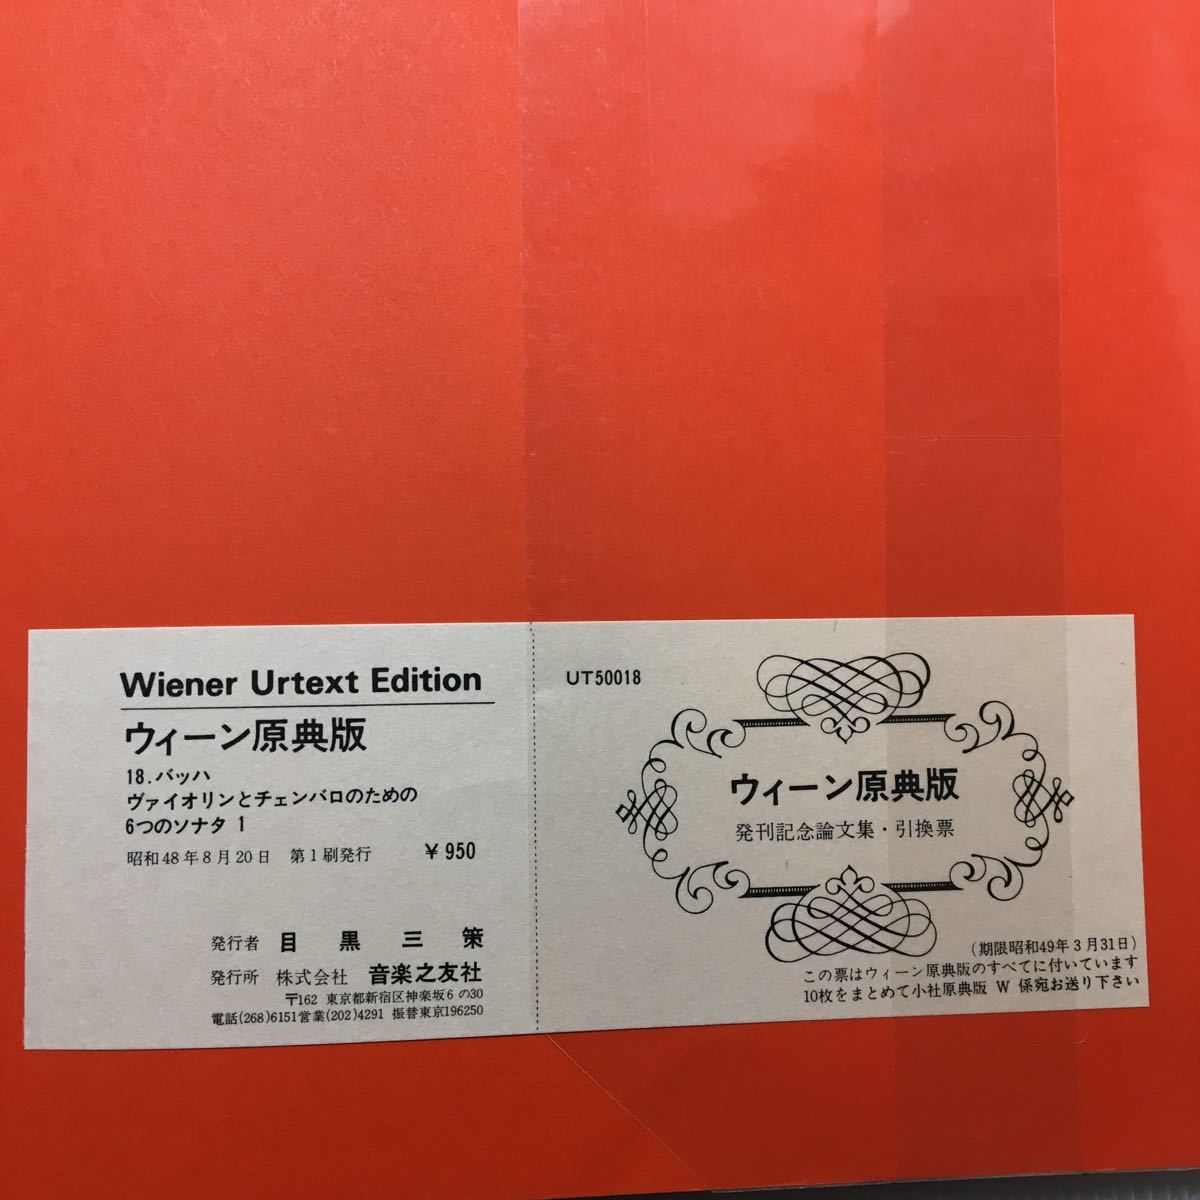 Wiener Urtext Edition
ウィーン原典版
18.バッハ
ヴァイオリンとチェンバロのための
6つのソナタ 1
昭和48年8月20日 第1刷発行 ￥950
発行者 目黒三策
発行所 株式会社 音楽之友社
〒162 東京都新宿区神楽坂6の30
電話(268)6151営業(202)4291 振替東京196250
UT50018
ウィーン原典版
発刊記念論文集・引換票
(期限昭和49年3月31日)
この票はウィーン原典版のすべてに付いています
10枚をまとめて小社原典版 W 係宛お送り下さい